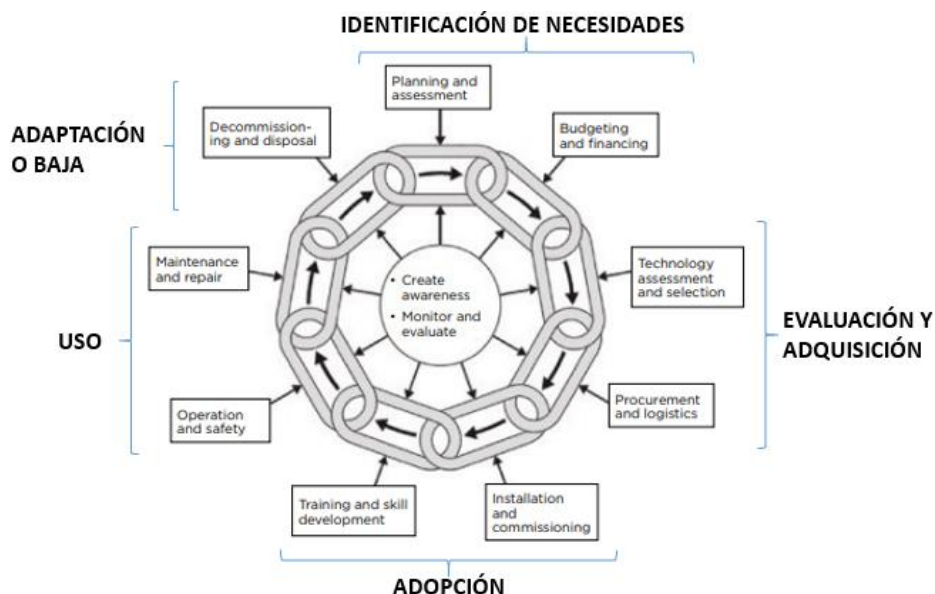 IDENTIFICACIÓN DE NECESIDADES
Planning and
assessment
Budgeting
and financing
Technology
assessment
and selection
EVALUACIÓN Y
ADQUISICIÓN
Procurement
and logistics
Installation
and
commissioning
Training and skill
development
ADOPCIÓN
Operation
and safety
Maintenance
and repair
USO
Decommission-
ing and disposal
ADAPTACIÓN
O BAJA
• Create
awareness
• Monitor and
evaluate